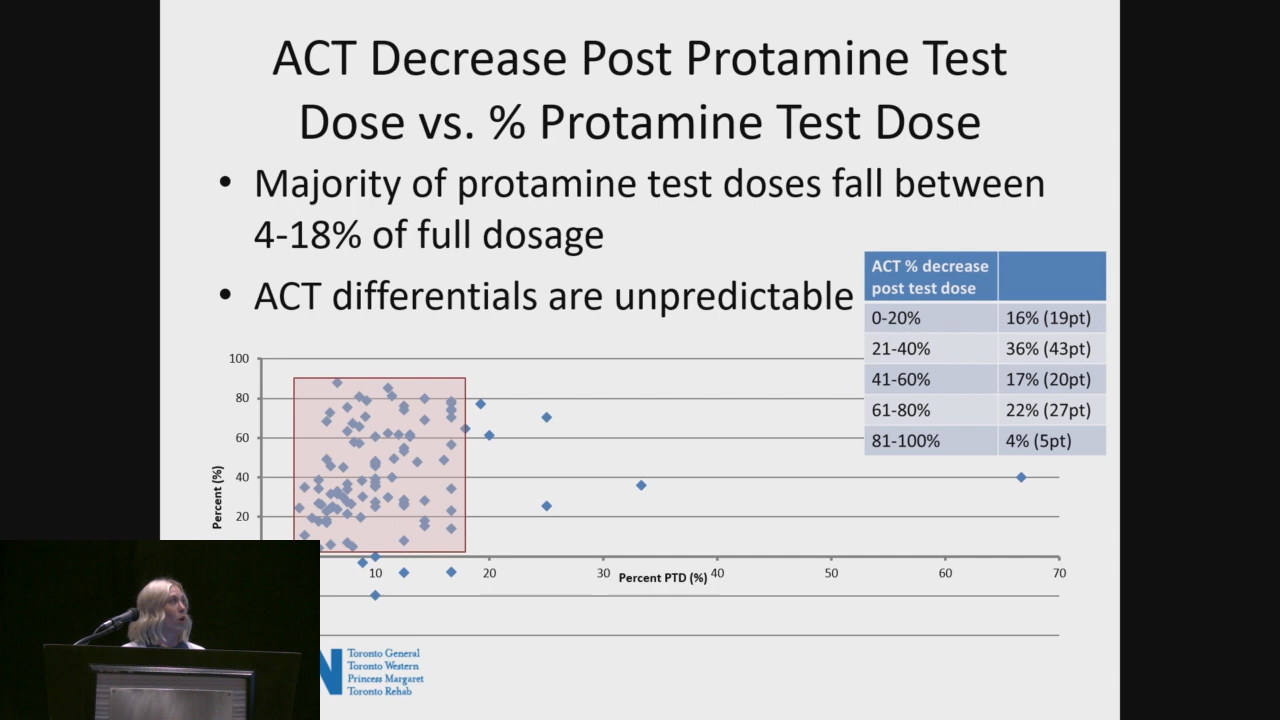 ACT Decrease Post Protamine Test
Dose vs. % Protamine Test Dose
• Majority of protamine test doses fall between
4-18% of full dosage
• ACT differentials are unpredictable
ACT % decrease
post test dose
0-20% 16% (19pt)
21-40% 36% (43pt)
41-60% 17% (20pt)
61-80% 22% (27pt)
81-100% 4% (5pt)
100
80
60
40
20
Percent (%)
10 20 30 40 50 60 70
Percent PTD (%)
N
Toronto General
Toronto Western
Princess Margaret
Toronto Rehab